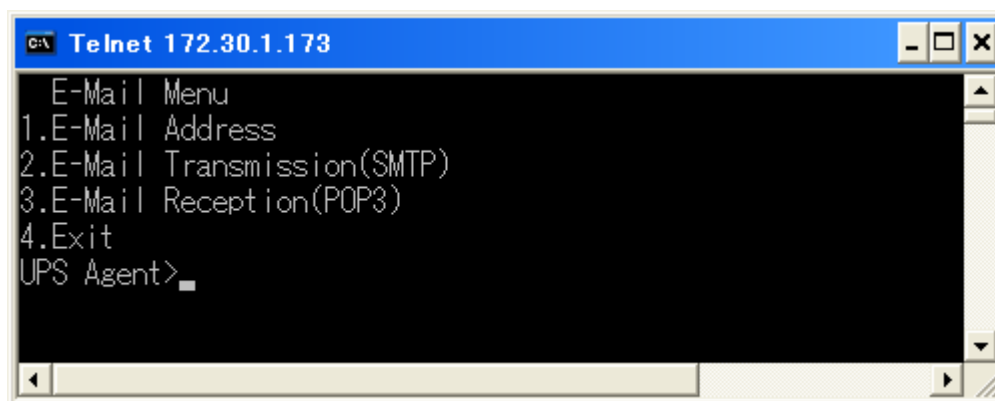 Telnet 172.30.1.173
E-Mail Menu
1.E-Mail Address
2.E-Mail Transmission(SMTP)
3.E-Mail Reception(POP3)
4.Exit
UPS Agent>